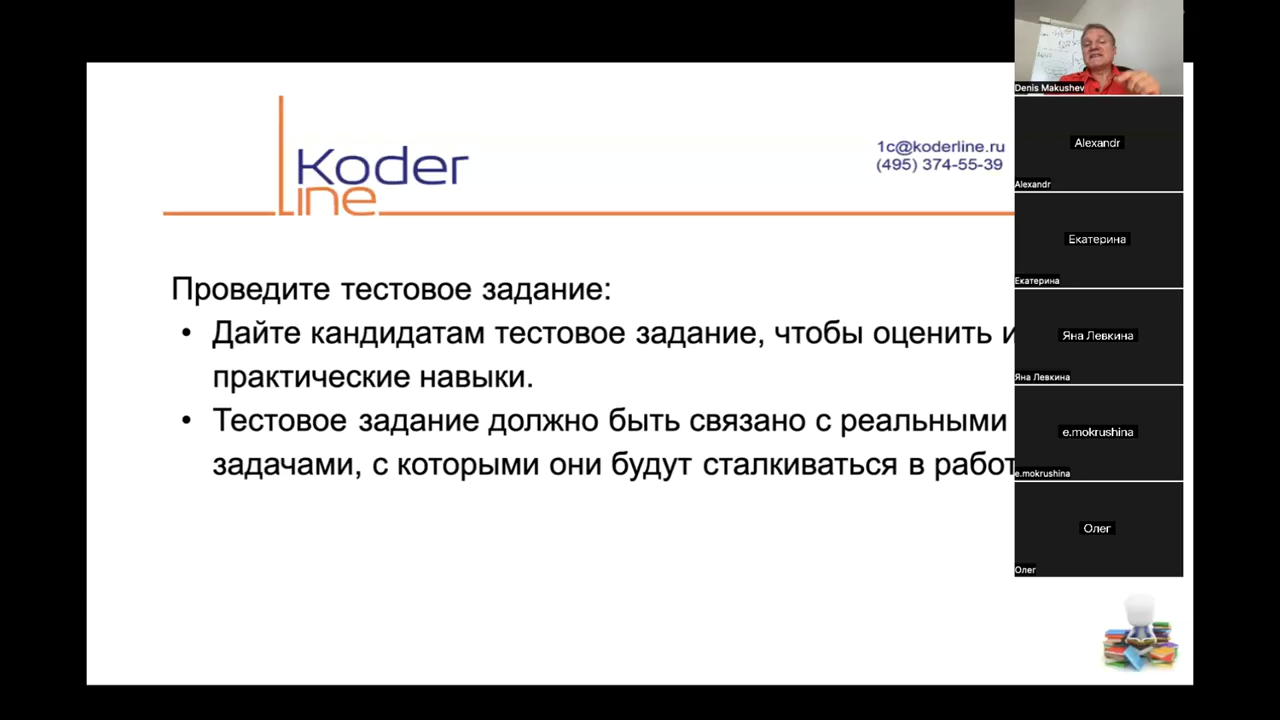 Koder
line
1c@koderline.ru
(495) 374-55-39
Проведите тестовое задание:
• Дайте кандидатам тестовое задание, чтобы оценить
практические навыки.
• Тестовое задание должно быть связано с реальными
задачами, с которыми они будут сталкиваться в
Denis Makushev
Alexandr
Alexandr
Екатерина
Екатерина
Яна Левкина
Яна Левкина
e.mokrushina
e.mokrushina
Олег
Олег